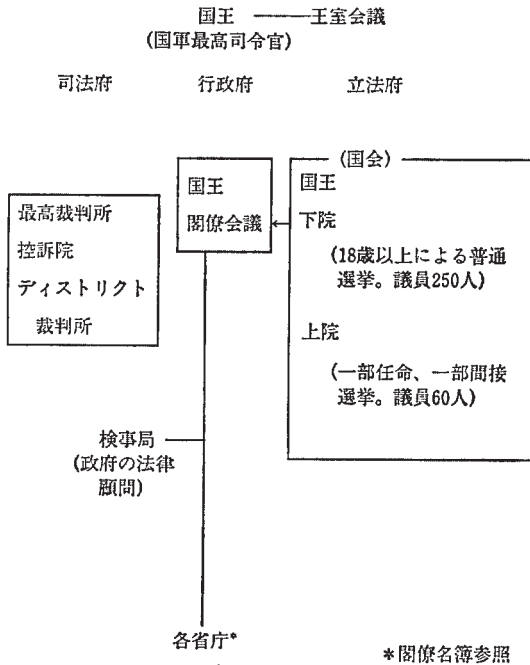 国王 ―― 王室会議
(国軍最高司令官)
司法府 行政府 立法府
最高裁判所
控訴院
ディストリクト
裁判所
国王
閣僚会議
(国会)
国王
下院
(18歳以上による普通
選挙。議員250人)
上院
(一部任命、一部間接
選挙。議員60人)
検事局
(政府の法律
顧問)
各省庁*
*閣僚名簿参照